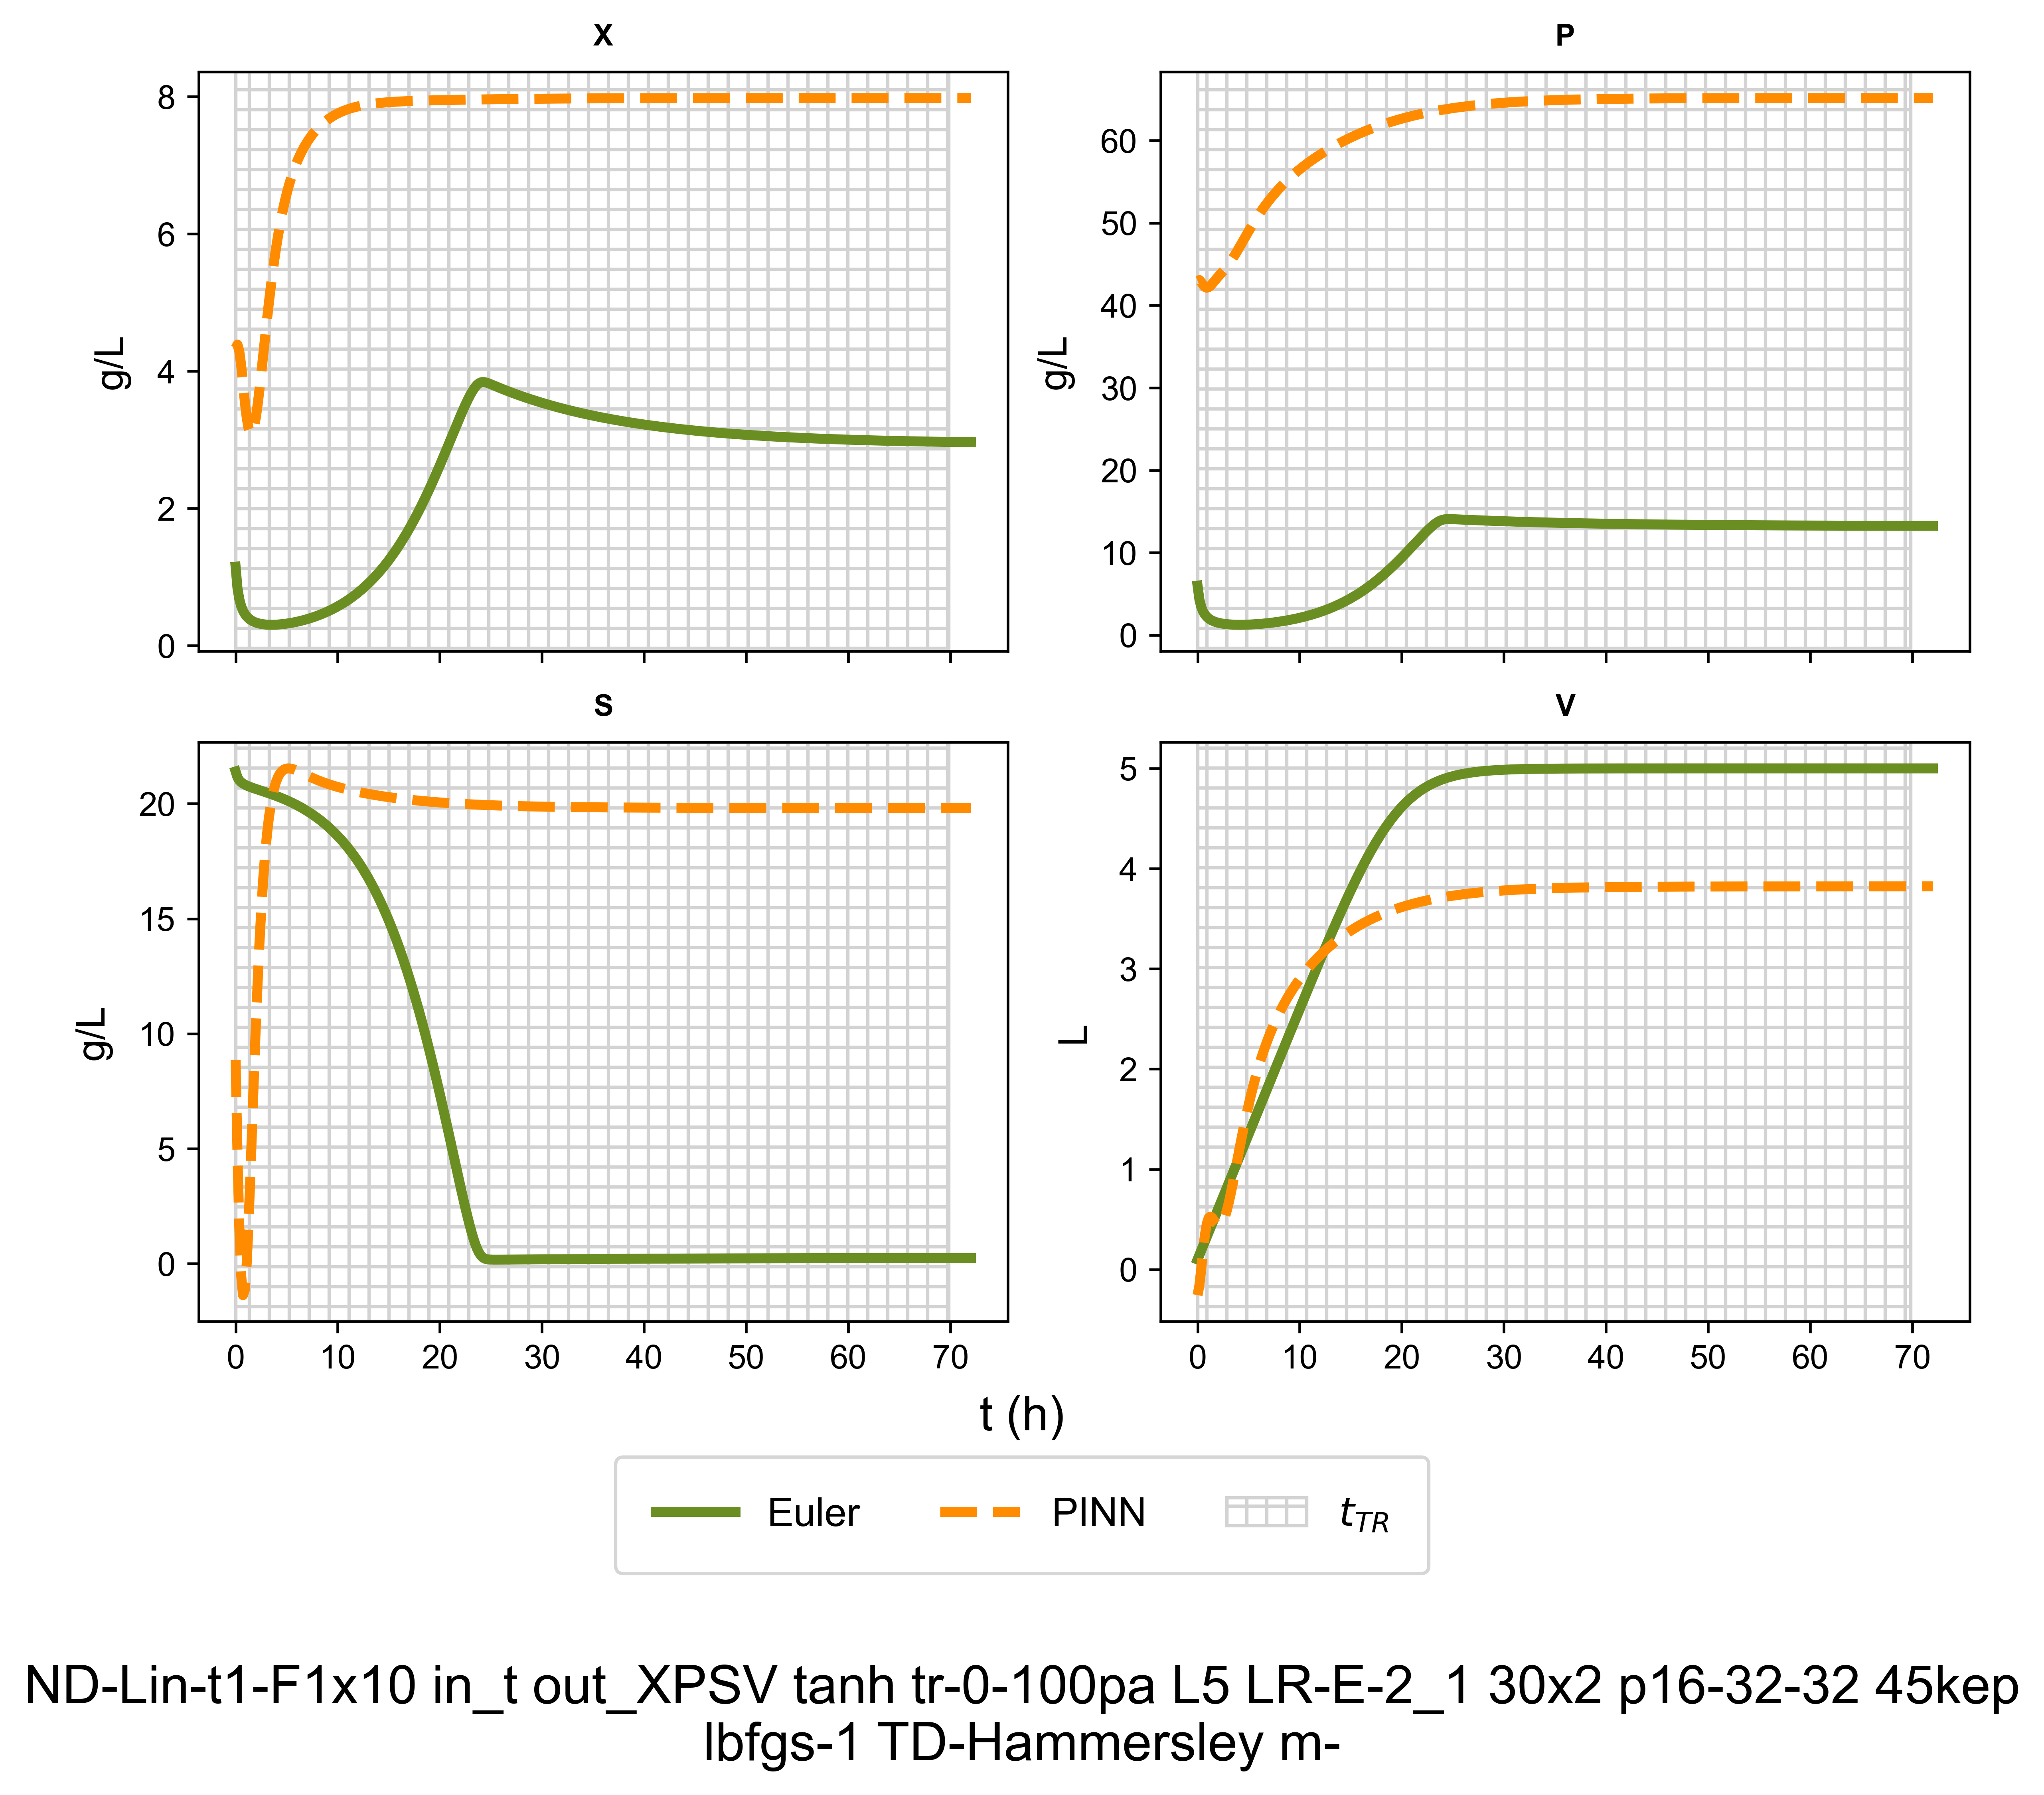 X
P
8
6
4
2
0
g/L
60
50
40
30
20
10
0
g/L
S
V
20
15
10
5
0
g/L
0 10 20 30 40 50 60 70
5
4
3
2
1
0
L
0 10 20 30 40 50 60 70
t (h)
Euler PINN t_TR
ND-Lin-t1-F1x10 in_t out_XPSV tanh tr-0-100pa L5 LR-E-2_1 30x2 p16-32-32 45kep
lbfgs-1 TD-Hammersley m-